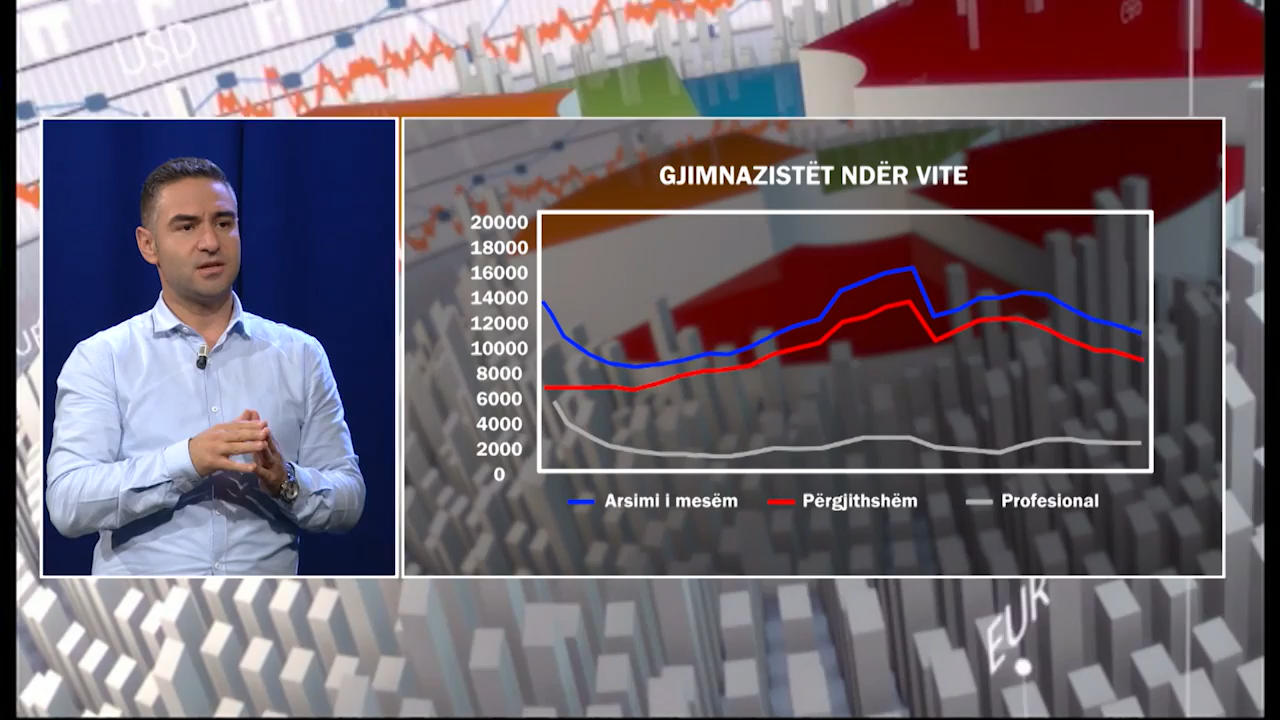 USD
GJIMNAZISTËT NDËR VITE
20000
18000
16000
14000
12000
10000
8000
6000
4000
2000
0
Arsimi i mesëm Përgjithshëm Profesional
EUR